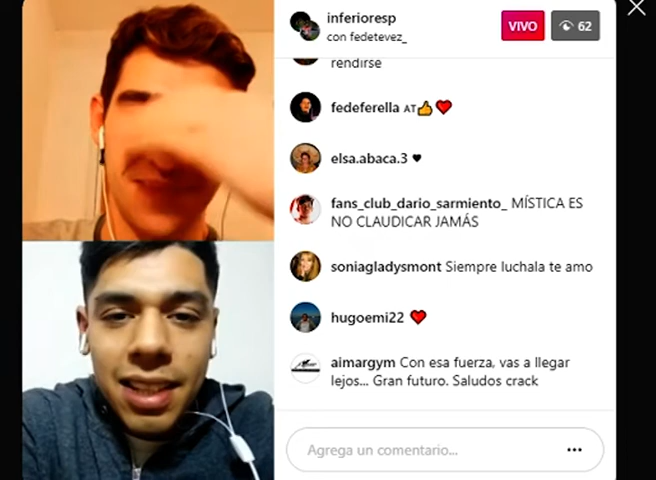 inferioresp
con fedetevez_
VIVO
62
rendirse
fedeferella AT👍❤️
elsa.abaca.3 ♥
fans_club_dario_sarmiento_ MÍSTICA ES
NO CLAUDICAR JAMÁS
soniagladysmont Siempre luchala te amo
hugoemi22 ❤️
aimargym Con esa fuerza, vas a llegar
lejos... Gran futuro. Saludos crack
Agrega un comentario...